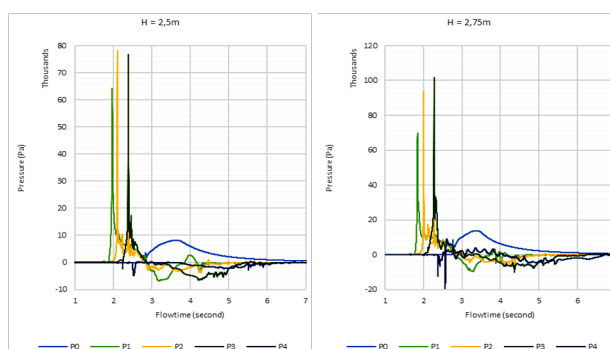 H = 2,5m
Thousands
Pressure (Pa)
80
70
60
50
40
30
20
10
0
-10
1 2 3 4 5 6 7
Flowtime (second)
P0 P1 P2 P3 P4
H = 2,75m
Thousands
Pressure (Pa)
120
100
80
60
40
20
0
-20
1 2 3 4 5 6
Flowtime (second)
P0 P1 P2 P3 P4